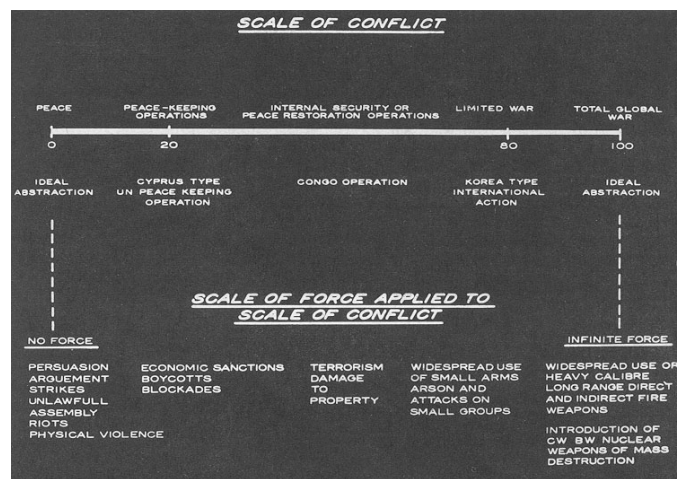 SCALE OF CONFLICT
PEACE
PEACE-KEEPING
OPERATIONS
INTERNAL SECURITY OR
PEACE RESTORATION OPERATIONS
LIMITED WAR
TOTAL GLOBAL
WAR
0
20
80
100
IDEAL
ABSTRACTION
CYPRUS TYPE
UN PEACE KEEPING
OPERATION
CONGO OPERATION
KOREA TYPE
INTERNATIONAL
ACTION
IDEAL
ABSTRACTION
SCALE OF FORCE APPLIED TO
SCALE OF CONFLICT
NO FORCE
INFINITE FORCE
PERSUASION
ARGUEMENT
STRIKES
UNLAWFULL
ASSEMBLY
RIOTS
PHYSICAL VIOLENCE
ECONOMIC SANCTIONS
BOYCOTTS
BLOCKADES
TERRORISM
DAMAGE
TO
PROPERTY
WIDESPREAD USE
OF SMALL ARMS
ARSON AND
ATTACKS ON
SMALL GROUPS
WIDESPREAD USE OF
HEAVY CALIBRE
LONG RANGE DIRECT
AND INDIRECT FIRE
WEAPONS
INTRODUCTION OF
CW BW NUCLEAR
WEAPONS OF MASS
DESTRUCTION